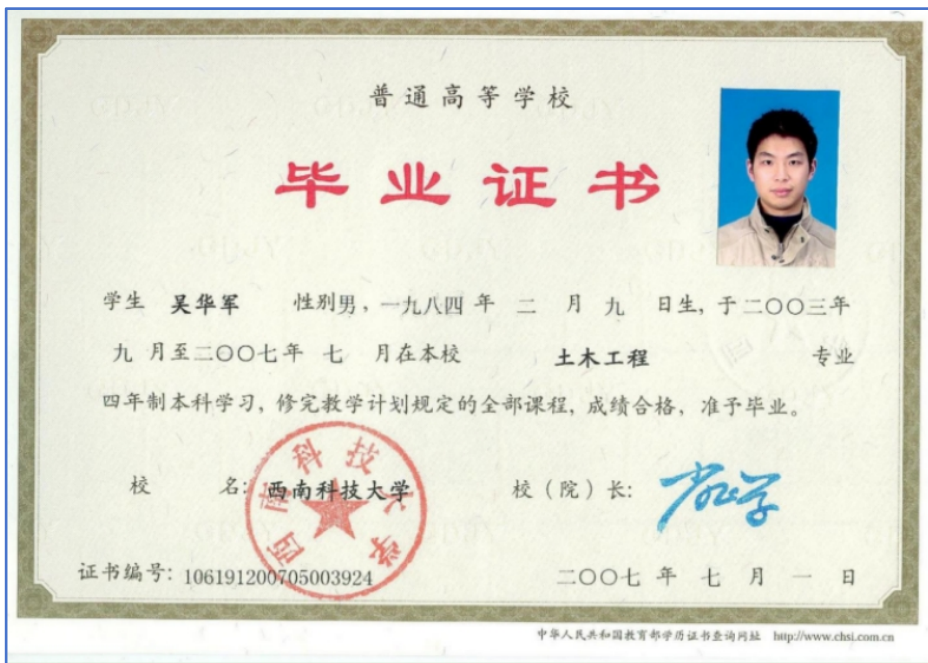 普通高等学校
毕业证书
学生 吴华军 性别男，一九八四年 二 月 九 日生，于二〇〇三年
九 月至二〇〇七年 七 月在本校 土木工程 专业
四年制本科学习，修完教学计划规定的全部课程，成绩合格，准予毕业。
校 名：西南科技大学 校（院）长：
西南科技大学
证书编号：106191200705003924 二〇〇七年 七 月 一 日
中华人民共和国教育部学历证书查询网址 http://www.chsi.com.cn